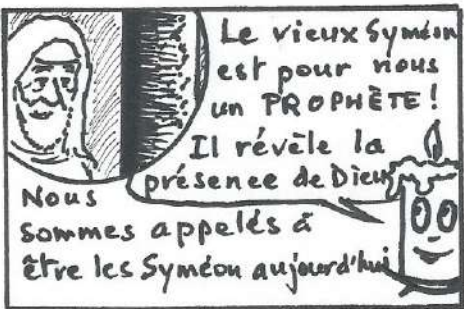 Le vieux Syméon
est pour nous
un PROPHÈTE !
Il révèle la
présence de Dieu
Nous
sommes appelés à
être les Syméon aujourd'hui